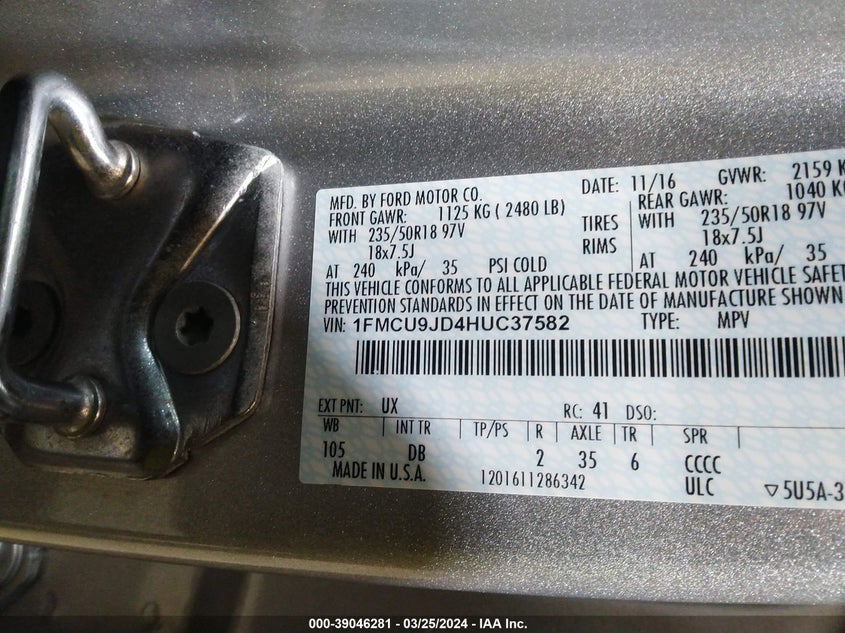 MFD. BY FORD MOTOR CO. DATE: 11/16 GVWR: 2159 K
FRONT GAWR: 1125 KG ( 2480 LB) REAR GAWR: 1040 KG
WITH 235/50R18 97V TIRES WITH 235/50R18 97V
18x7.5J RIMS 18x7.5J
AT 240 kPa/ 35 PSI COLD AT 240 kPa/ 35
THIS VEHICLE CONFORMS TO ALL APPLICABLE FEDERAL MOTOR VEHICLE SAFET
PREVENTION STANDARDS IN EFFECT ON THE DATE OF MANUFACTURE SHOWN
VIN: 1FMCU9JD4HUC37582 TYPE: MPV
EXT PNT: UX RC: 41 DSO:
WB INT TR TP/PS R AXLE TR SPR
105 DB 2 35 6 CCCC
MADE IN U.S.A. 1201611286342 ULC ▽5U5A-3
000-39046281 - 03/25/2024 - IAA Inc.